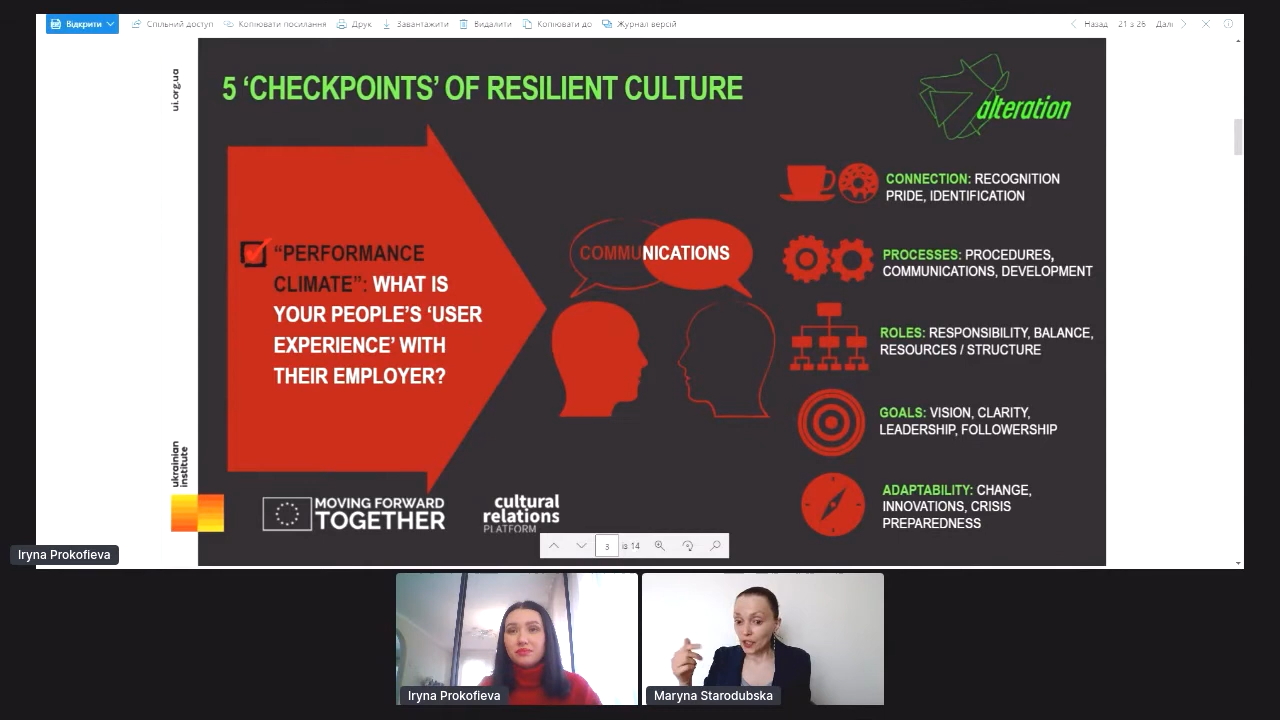 Відкрити
Спільний доступ
Копіювати посилання
Друк
Завантажити
Видалити
Копіювати до
Журнал версій
Назад
21 з 26
Далі
ui.org.ua
5 ‘CHECKPOINTS’ OF RESILIENT CULTURE
alteration
“PERFORMANCE
CLIMATE”: WHAT IS
YOUR PEOPLE’S ‘USER
EXPERIENCE’ WITH
THEIR EMPLOYER?
COMMUNICATIONS
CONNECTION: RECOGNITION
PRIDE, IDENTIFICATION
PROCESSES: PROCEDURES,
COMMUNICATIONS, DEVELOPMENT
ROLES: RESPONSIBILITY, BALANCE,
RESOURCES / STRUCTURE
GOALS: VISION, CLARITY,
LEADERSHIP, FOLLOWERSHIP
ADAPTABILITY: CHANGE,
INNOVATIONS, CRISIS
PREPAREDNESS
ukrainian
institute
MOVING FORWARD
TOGETHER
cultural
relations
PLATFORM
3 із 14
Iryna Prokofieva
Iryna Prokofieva
Maryna Starodubska